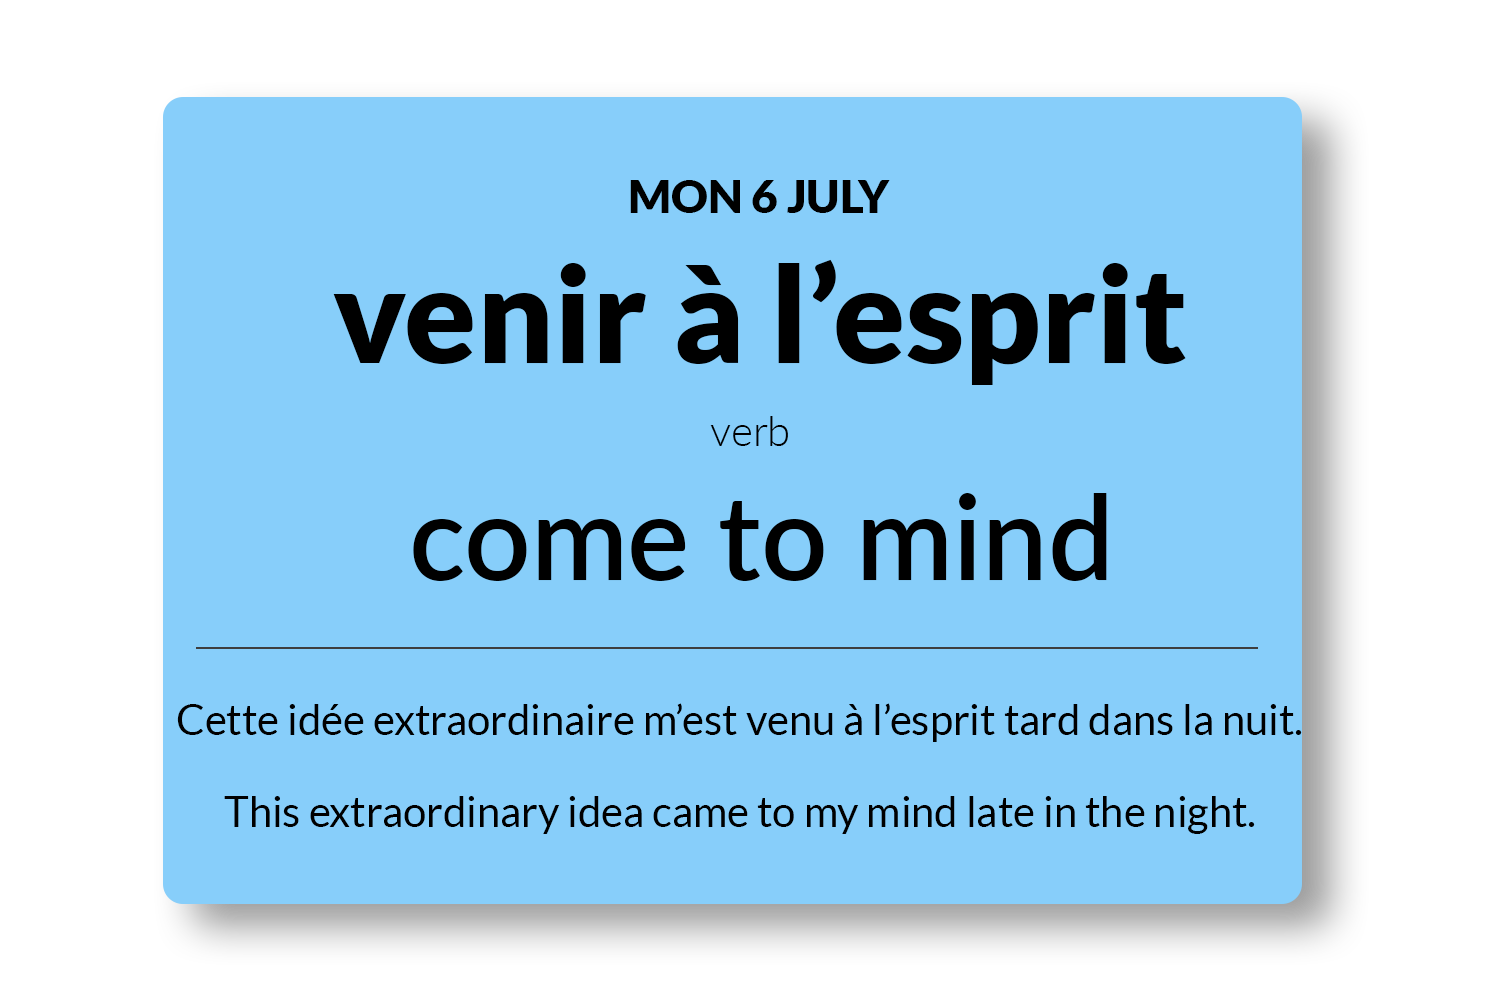 MON 6 JULY
venir à l’esprit
verb
come to mind
Cette idée extraordinaire m’est venu à l’esprit tard dans la nuit.
This extraordinary idea came to my mind late in the night.